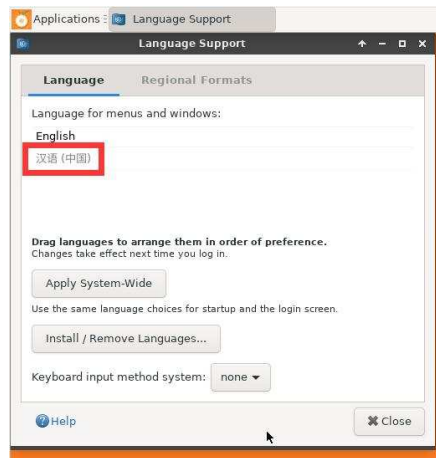 Applications Language Support
Language Support
Language Regional Formats
Language for menus and windows:
English
汉语 (中国)
Drag languages to arrange them in order of preference.
Changes take effect next time you log in.
Apply System-Wide
Use the same language choices for startup and the login screen.
Install / Remove Languages...
Keyboard input method system: none
Help Close